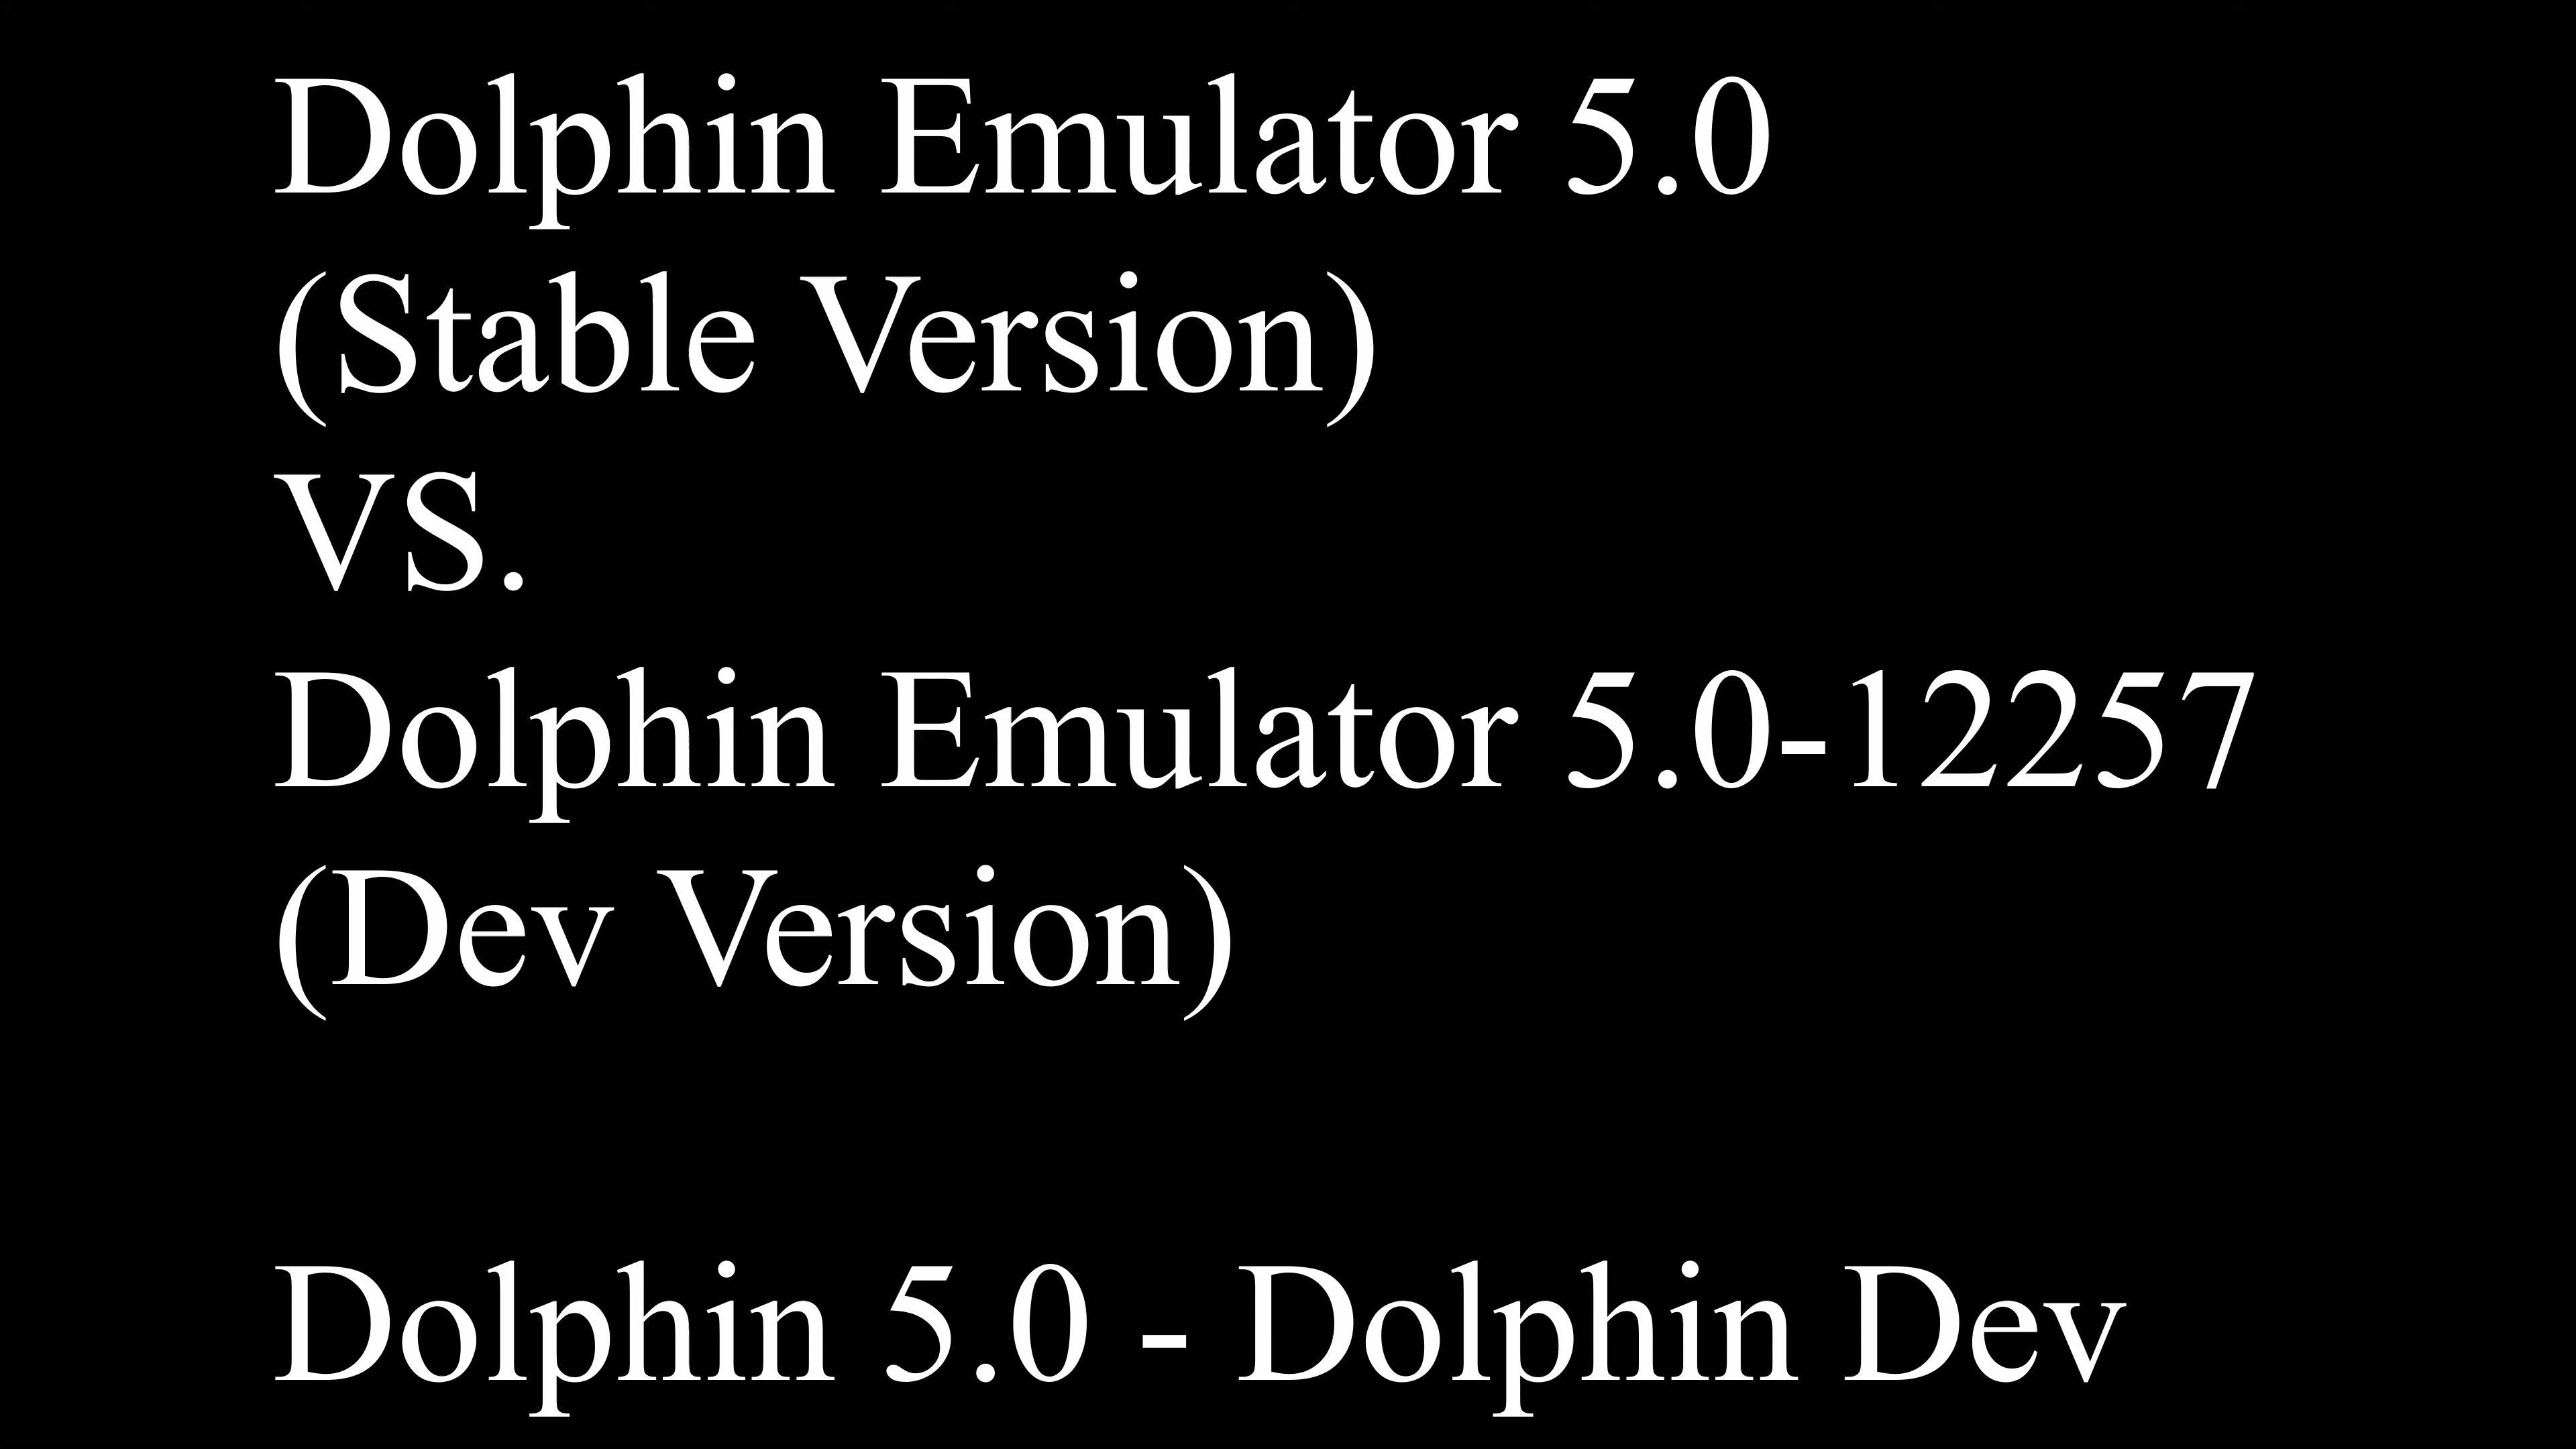 Dolphin Emulator 5.0
(Stable Version)
VS.
Dolphin Emulator 5.0-12257
(Dev Version)
Dolphin 5.0 - Dolphin Dev